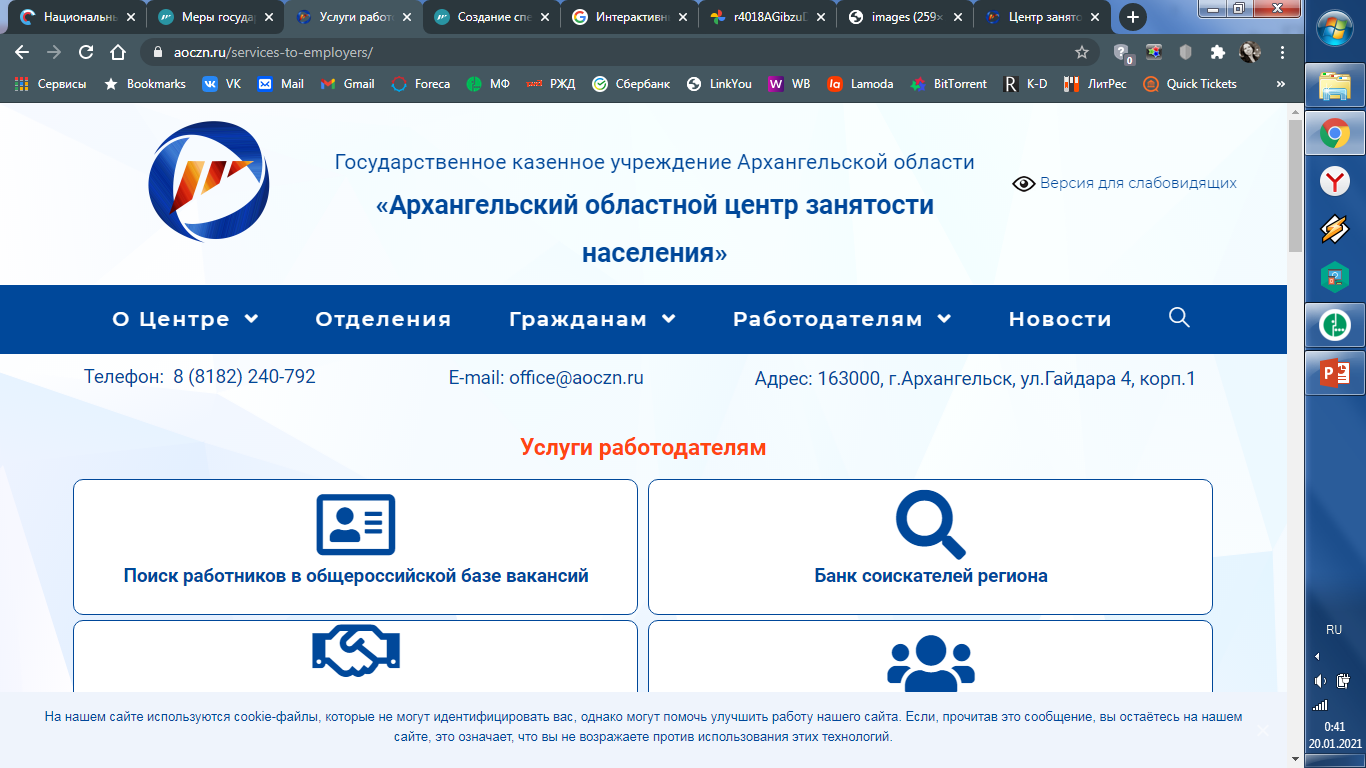 Национальнь
Меры госуда
Услуги работ
Создание спе
Интерактивн
r4018AGibzuD
images (259×
Центр занято
aoczn.ru/services-to-employers/
0
Сервисы
Bookmarks
VK
Mail
Gmail
Foreca
МФ
РЖД
Сбербанк
LinkYou
W
WB
la
Lamoda
BitTorrent
R
K-D
ЛитРес
Quick Tickets
»
Государственное казенное учреждение Архангельской области
«Архангельский областной центр занятости
населения»
Версия для слабовидящих
О Центре
Отделения
Гражданам
Работодателям
Новости
Телефон: 8 (8182) 240-792
E-mail: office@aoczn.ru
Адрес: 163000, г.Архангельск, ул.Гайдара 4, корп.1
Услуги работодателям
Поиск работников в общероссийской базе вакансий
Банк соискателей региона
На нашем сайте используются cookie-файлы, которые не могут идентифицировать вас, однако могут помочь улучшить работу нашего сайта. Если, прочитав это сообщение, вы остаётесь на нашем
сайте, это означает, что вы не возражаете против использования этих технологий.
RU
0:41
20.01.2021